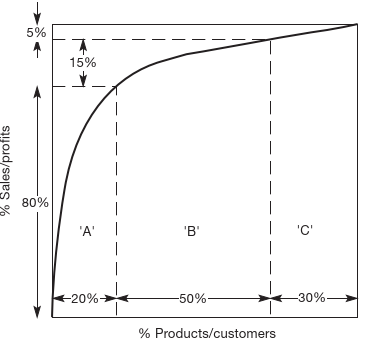 5%
15%
80%
% Sales/profits
'A'
'B'
'C'
20%
50%
30%
% Products/customers